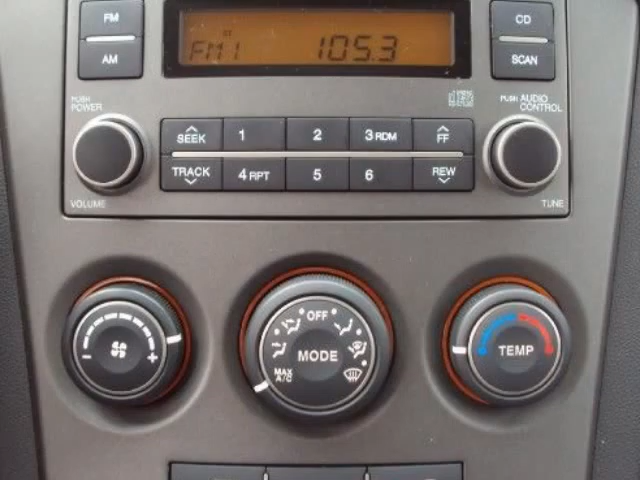 FM
AM
ST
FM1 105.3
CD
SCAN
PUSH
POWER
VOLUME
SEEK 1 2 3 RDM FF
TRACK 4 RPT 5 6 REW
PUSH AUDIO
CONTROL
TUNE
- +
OFF
MODE
MAX
A/C
TEMP